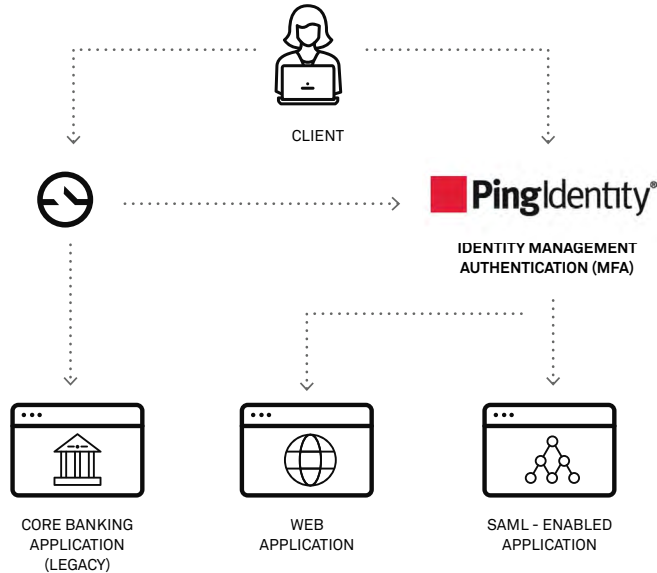 CLIENT
PingIdentity®
IDENTITY MANAGEMENT
AUTHENTICATION (MFA)
CORE BANKING
APPLICATION
(LEGACY)
WEB
APPLICATION
SAML - ENABLED
APPLICATION